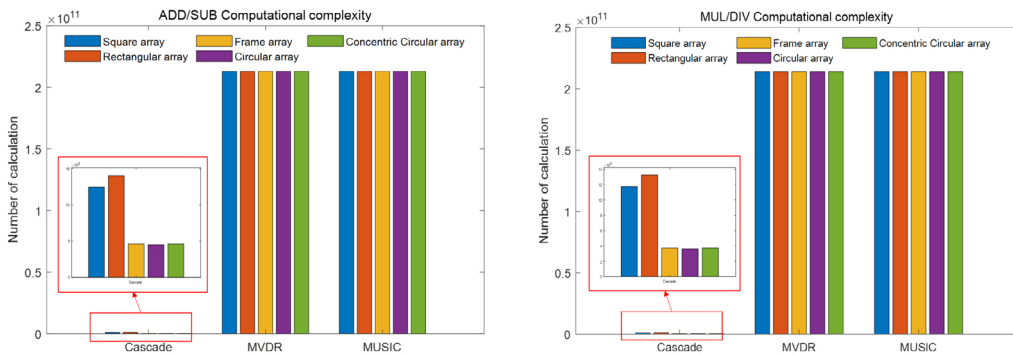 ADD/SUB Computational complexity
× 10^11
2.5
2
1.5
1
0.5
0
Number of calculation
Square array
Frame array
Concentric Circular array
Rectangular array
Circular array
Cascade
Cascade
MVDR
MUSIC
MUL/DIV Computational complexity
× 10^11
2.5
2
1.5
1
0.5
0
Number of calculation
Square array
Frame array
Concentric Circular array
Rectangular array
Circular array
Cascade
Cascade
MVDR
MUSIC